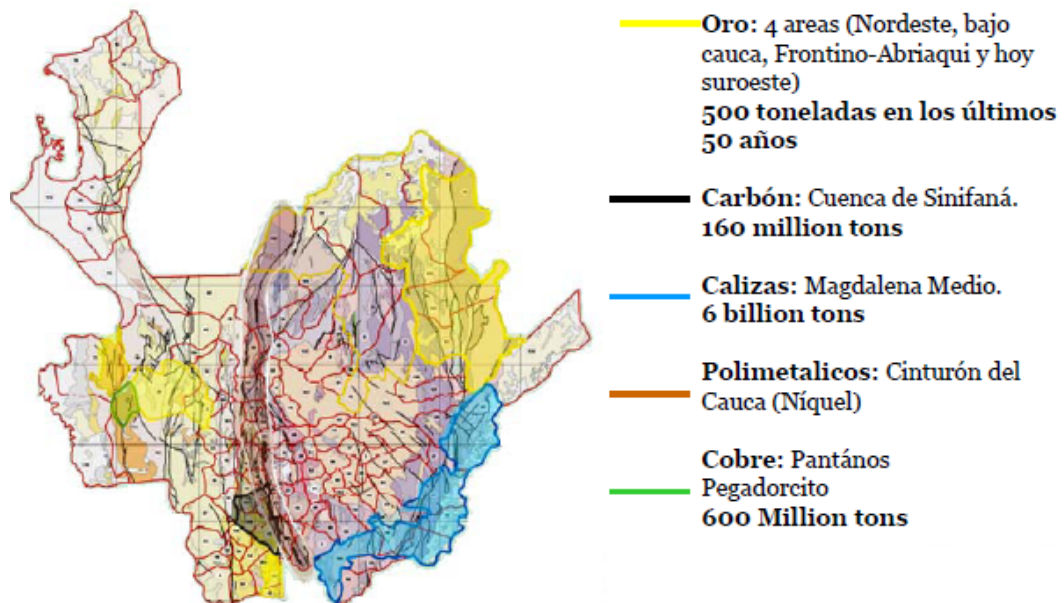 Oro: 4 areas (Nordeste, bajo
cauca, Frontino-Abriaqui y hoy
suroeste)
500 toneladas en los últimos
50 años
Carbón: Cuenca de Sinifaná.
160 million tons
Calizas: Magdalena Medio.
6 billion tons
Polimetalicos: Cinturón del
Cauca (Níquel)
Cobre: Pantános
Pegadorcito
600 Million tons